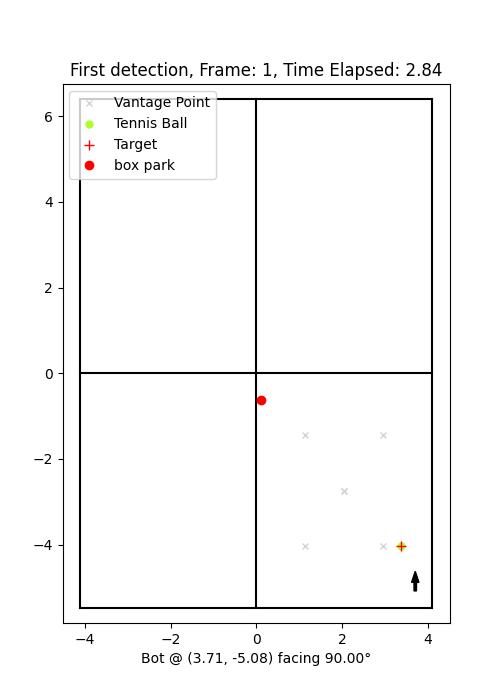 First detection, Frame: 1, Time Elapsed: 2.84
Vantage Point
Tennis Ball
Target
box park
6
4
2
0
−2
−4
−4
−2
0
2
4
Bot @ (3.71, -5.08) facing 90.00°